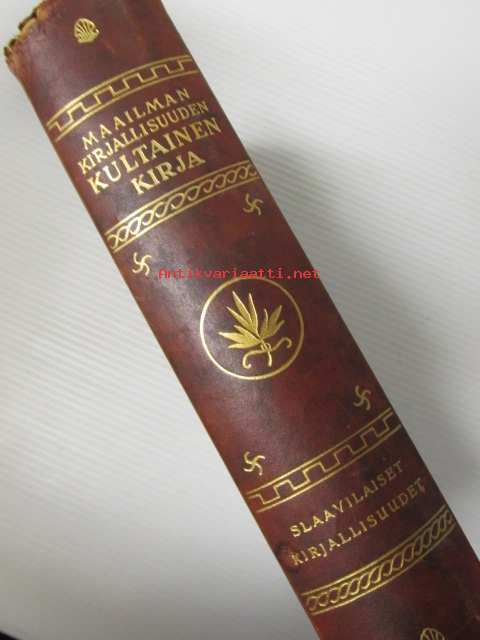 MAAILMAN
KIRJALLISUUDEN
KULTAINEN
KIRJA
Antikvariaatti.net
SLAAVILAISET
KIRJALLISUUDET